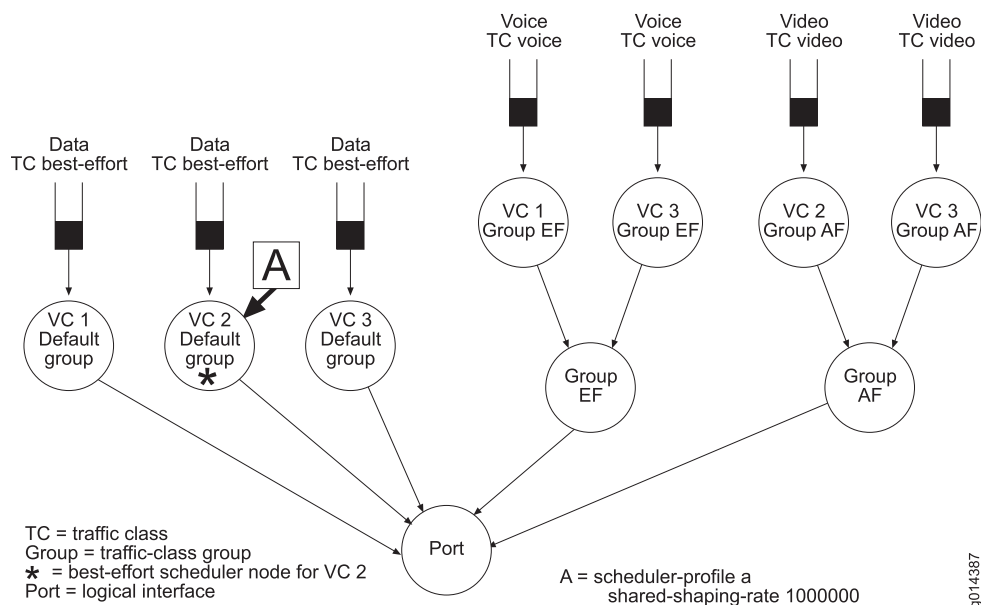 Voice
TC voice
Voice
TC voice
Video
TC video
Video
TC video
Data
TC best-effort
Data
TC best-effort
Data
TC best-effort
VC 1
Group EF
VC 3
Group EF
VC 2
Group AF
VC 3
Group AF
A
VC 1
Default
group
VC 2
Default
group
*
VC 3
Default
group
Group
EF
Group
AF
Port
TC = traffic class
Group = traffic-class group
* = best-effort scheduler node for VC 2
Port = logical interface
A = scheduler-profile a
shared-shaping-rate 1000000
g014387